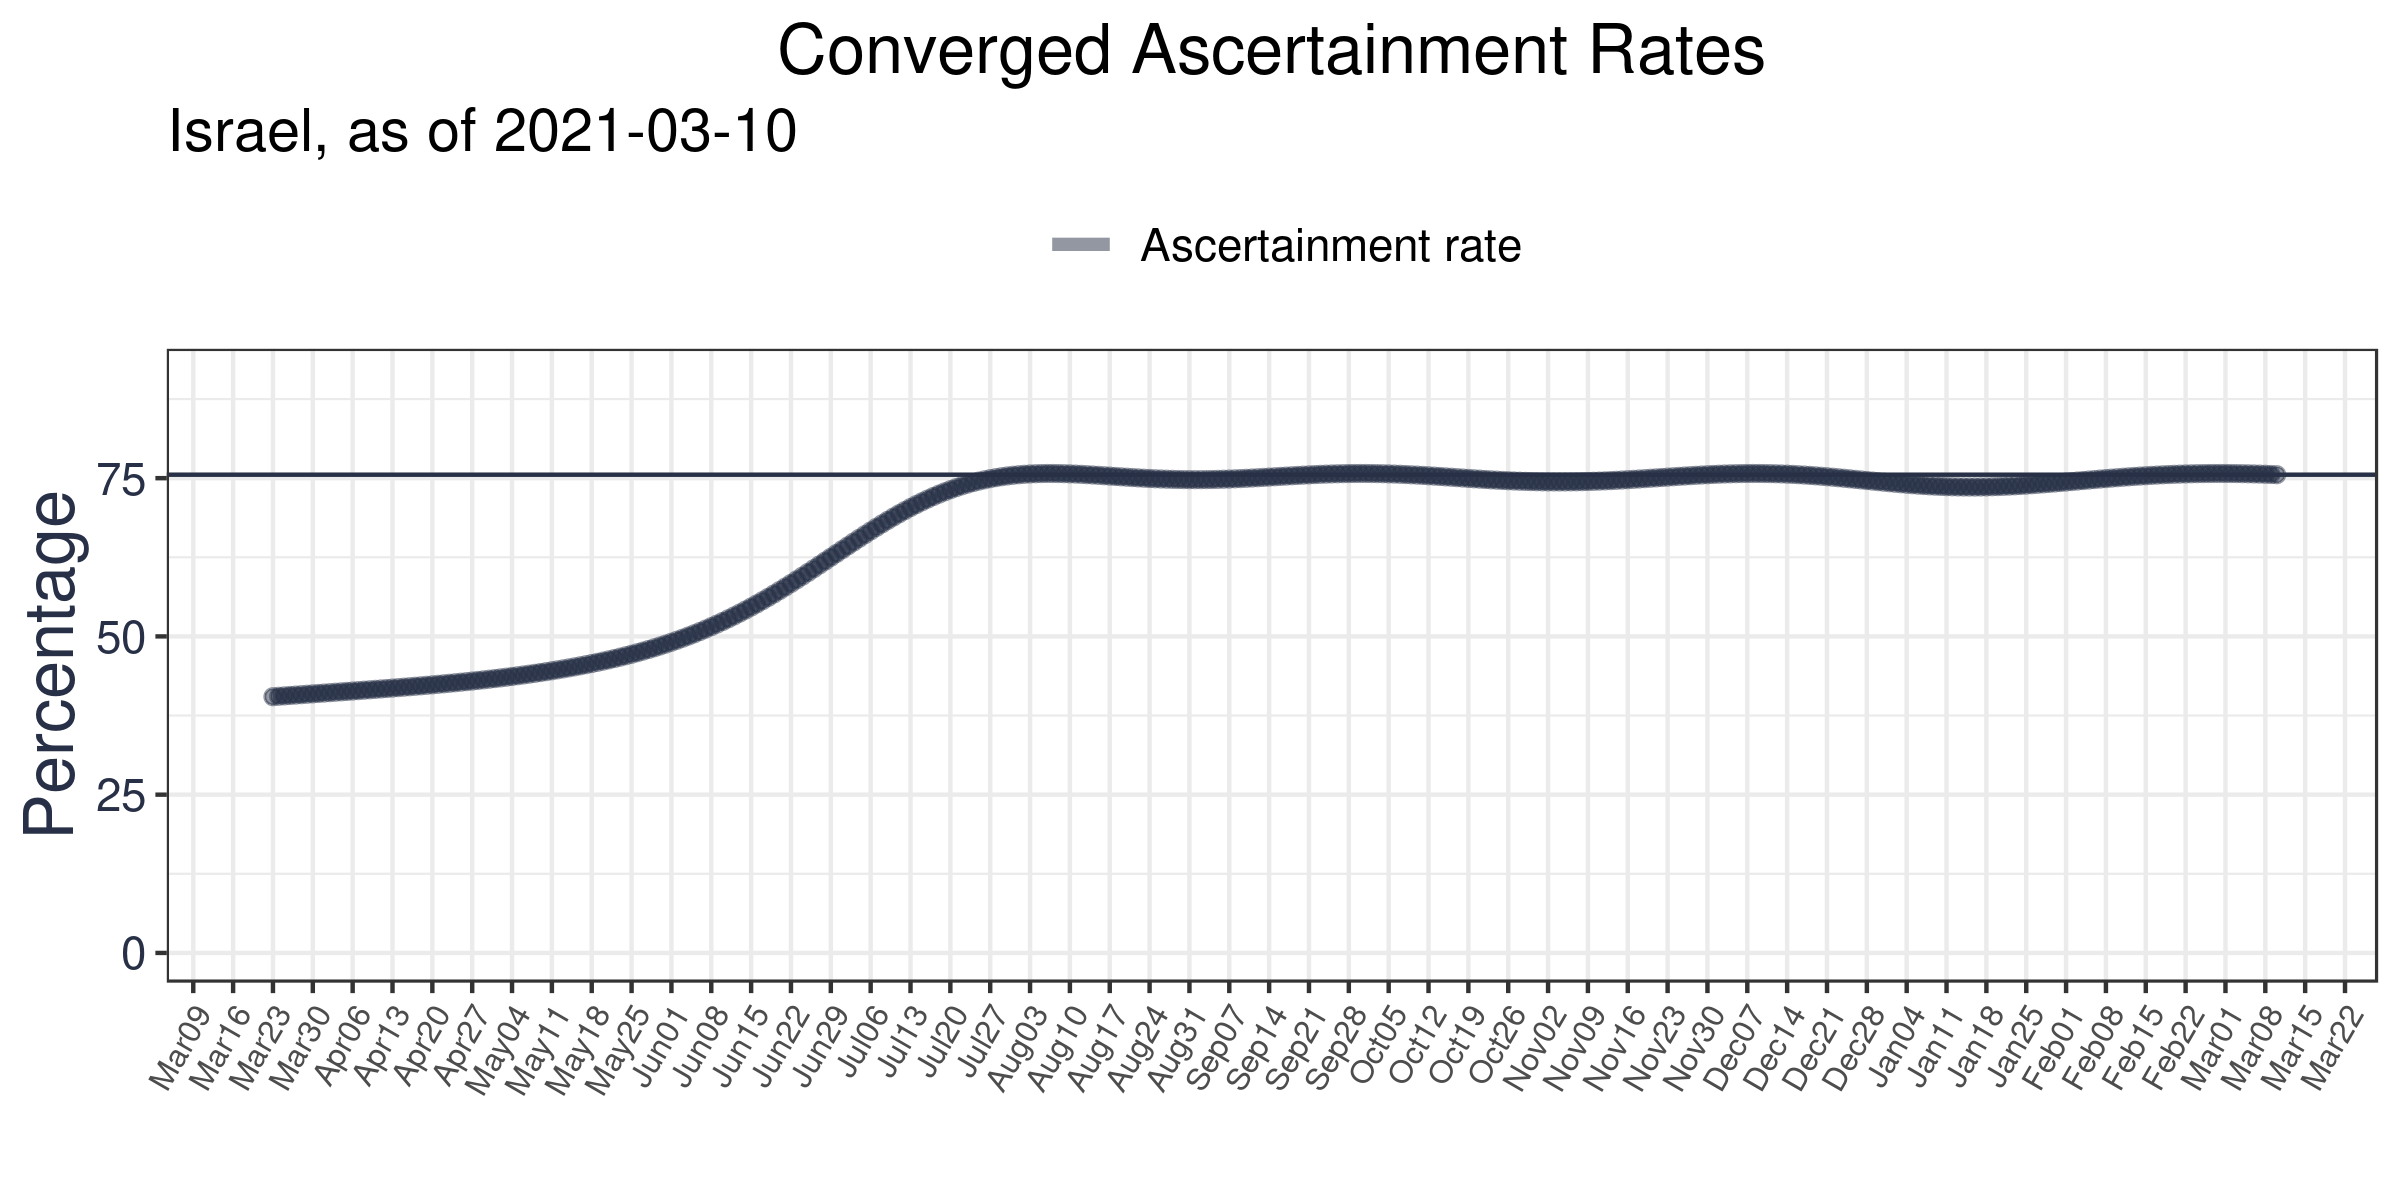 Converged Ascertainment Rates
Israel, as of 2021-03-10
Ascertainment rate
Percentage
75
50
25
0
Mar09 Mar16 Mar23 Mar30 Apr06 Apr13 Apr20 Apr27 May04 May11 May18 May25 Jun01 Jun08 Jun15 Jun22 Jun29 Jul06 Jul13 Jul20 Jul27 Aug03 Aug10 Aug17 Aug24 Aug31 Sep07 Sep14 Sep21 Sep28 Oct05 Oct12 Oct19 Oct26 Nov02 Nov09 Nov16 Nov23 Nov30 Dec07 Dec14 Dec21 Dec28 Jan04 Jan11 Jan18 Jan25 Feb01 Feb08 Feb15 Feb22 Mar01 Mar08 Mar15 Mar22